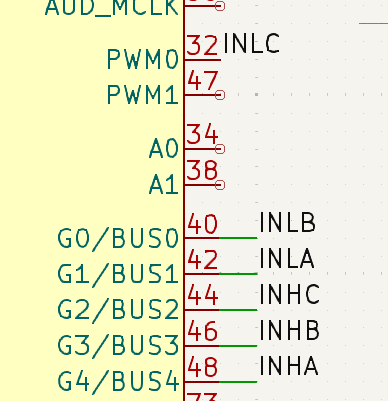 AUD_MCLK
PWM0 32 INLC
PWM1 47
A0 34
A1 38
G0/BUS0 40 INLB
G1/BUS1 42 INLA
G2/BUS2 44 INHC
G3/BUS3 46 INHB
G4/BUS4 48 INHA
73